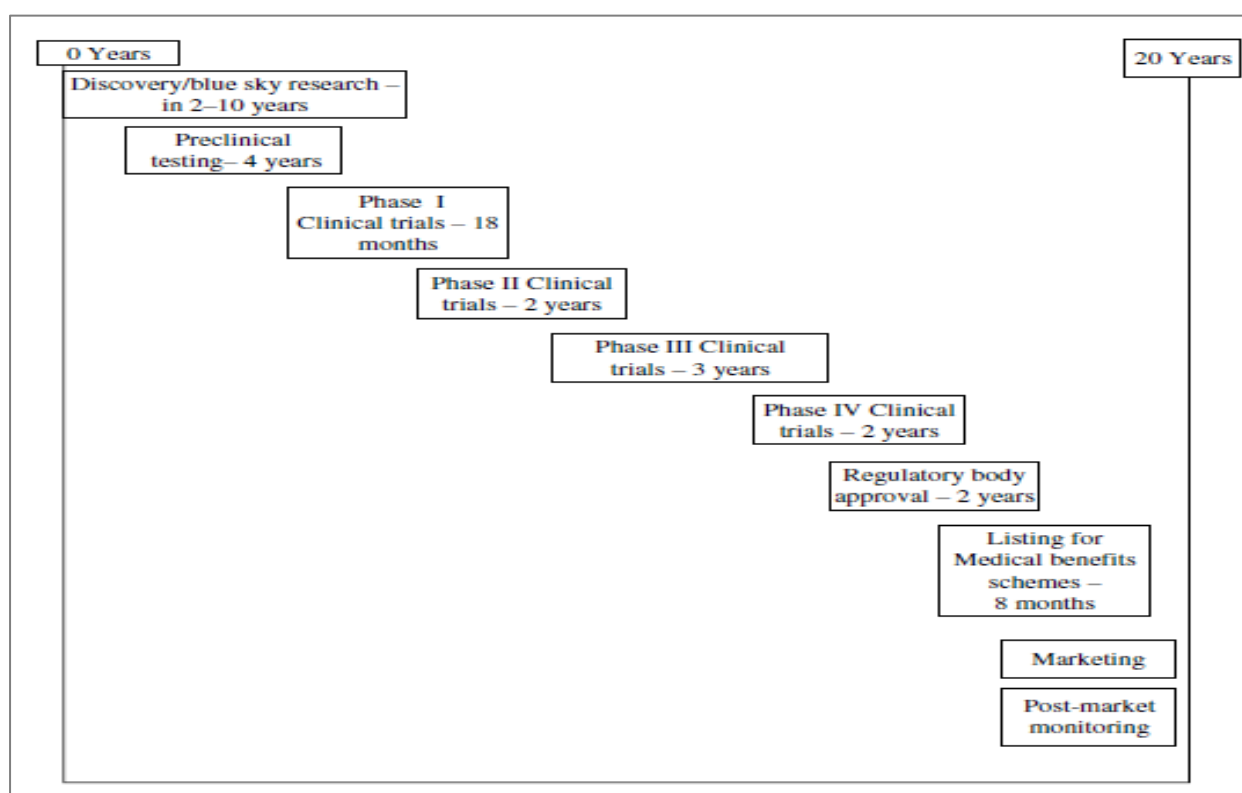 0 Years
20 Years
Discovery/blue sky research –
in 2–10 years
Preclinical
testing– 4 years
Phase I
Clinical trials – 18
months
Phase II Clinical
trials – 2 years
Phase III Clinical
trials – 3 years
Phase IV Clinical
trials – 2 years
Regulatory body
approval – 2 years
Listing for
Medical benefits
schemes –
8 months
Marketing
Post-market
monitoring